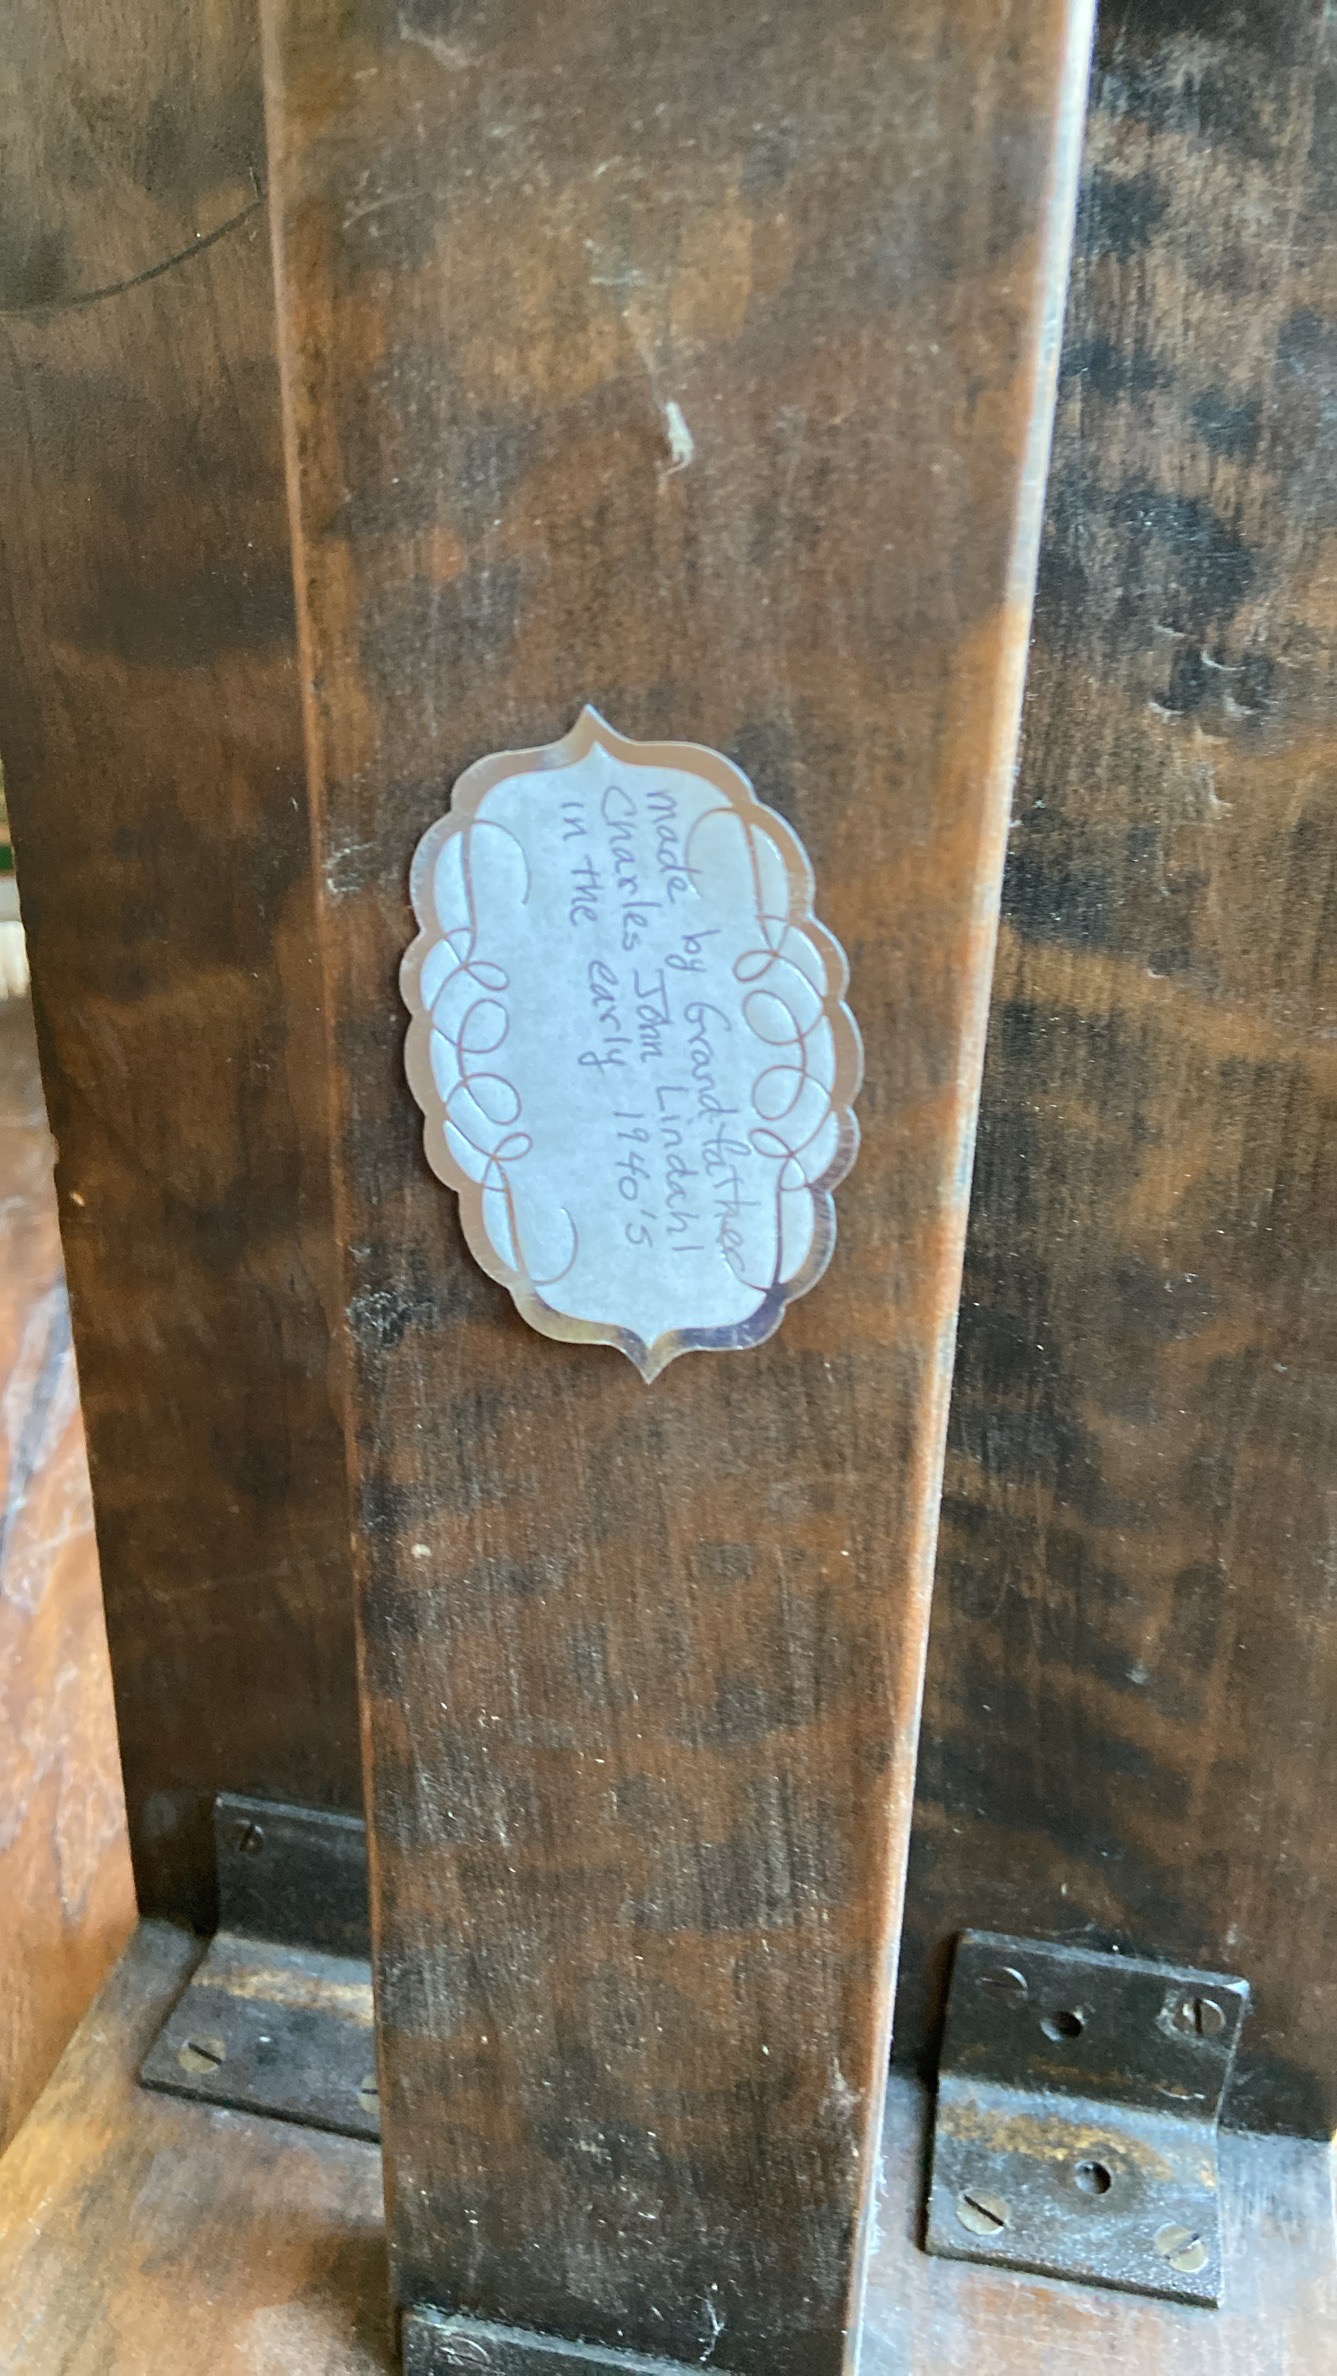 made by Grandfather
Charles John Lindahl
in the early 1940's